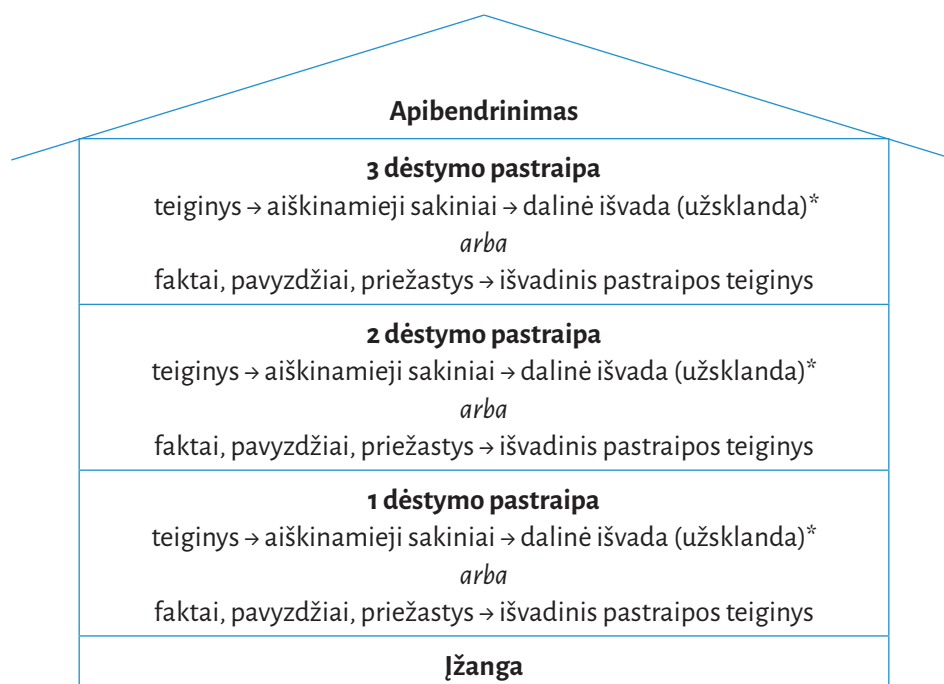 Apibendrinimas
3 dėstymo pastraipa
teiginys → aiškinamieji sakiniai → dalinė išvada (užsklanda)*
arba
faktai, pavyzdžiai, priežastys → išvadinis pastraipos teiginys
2 dėstymo pastraipa
teiginys → aiškinamieji sakiniai → dalinė išvada (užsklanda)*
arba
faktai, pavyzdžiai, priežastys → išvadinis pastraipos teiginys
1 dėstymo pastraipa
teiginys → aiškinamieji sakiniai → dalinė išvada (užsklanda)*
arba
faktai, pavyzdžiai, priežastys → išvadinis pastraipos teiginys
Įžanga